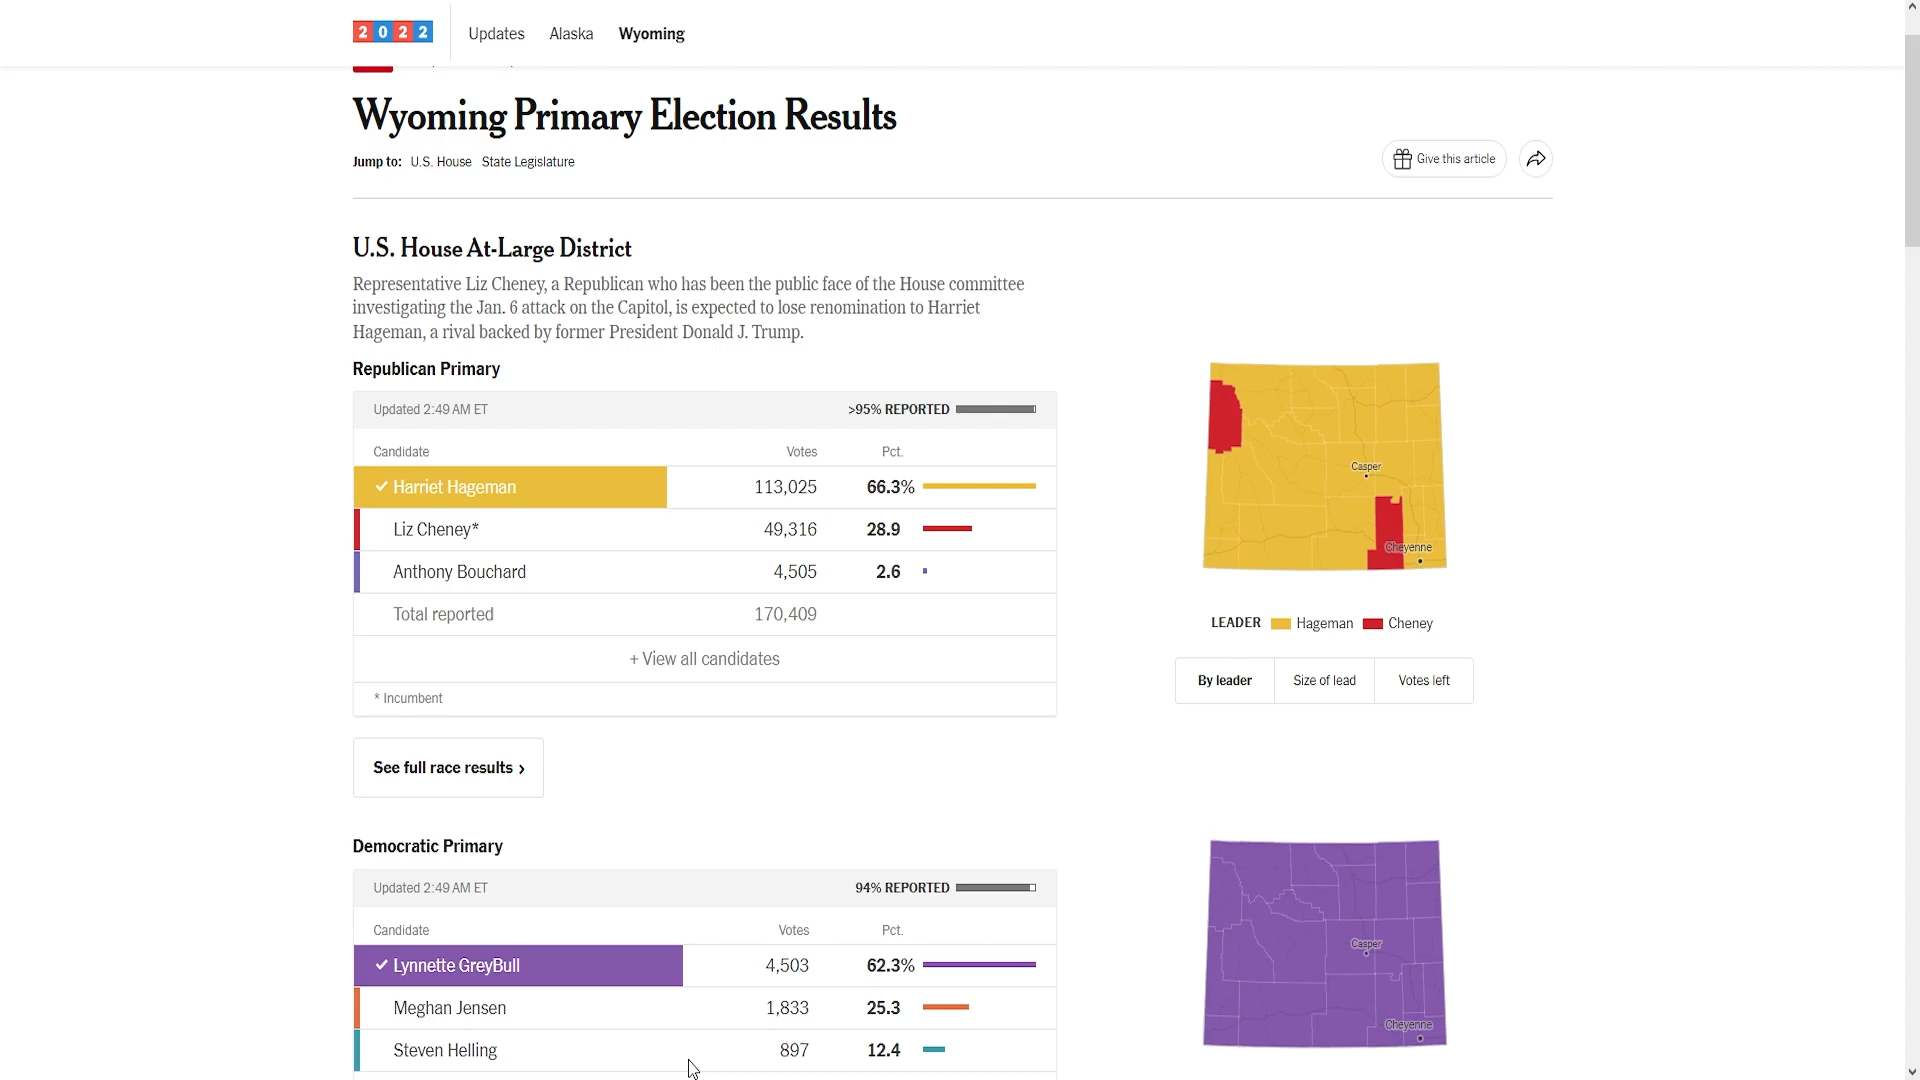 2022
Updates
Alaska
Wyoming
Wyoming Primary Election Results
Jump to: U.S. House State Legislature
Give this article
U.S. House At-Large District
Representative Liz Cheney, a Republican who has been the public face of the House committee
investigating the Jan. 6 attack on the Capitol, is expected to lose renomination to Harriet
Hageman, a rival backed by former President Donald J. Trump.
Republican Primary
Updated 2:49 AM ET >95% REPORTED
Candidate Votes Pct.
✓ Harriet Hageman 113,025 66.3%
Liz Cheney* 49,316 28.9
Anthony Bouchard 4,505 2.6
Total reported 170,409
+ View all candidates
* Incumbent
Casper
Cheyenne
LEADER Hageman Cheney
By leader Size of lead Votes left
See full race results ›
Democratic Primary
Updated 2:49 AM ET 94% REPORTED
Candidate Votes Pct.
✓ Lynnette GreyBull 4,503 62.3%
Meghan Jensen 1,833 25.3
Steven Helling 897 12.4
Casper
Cheyenne